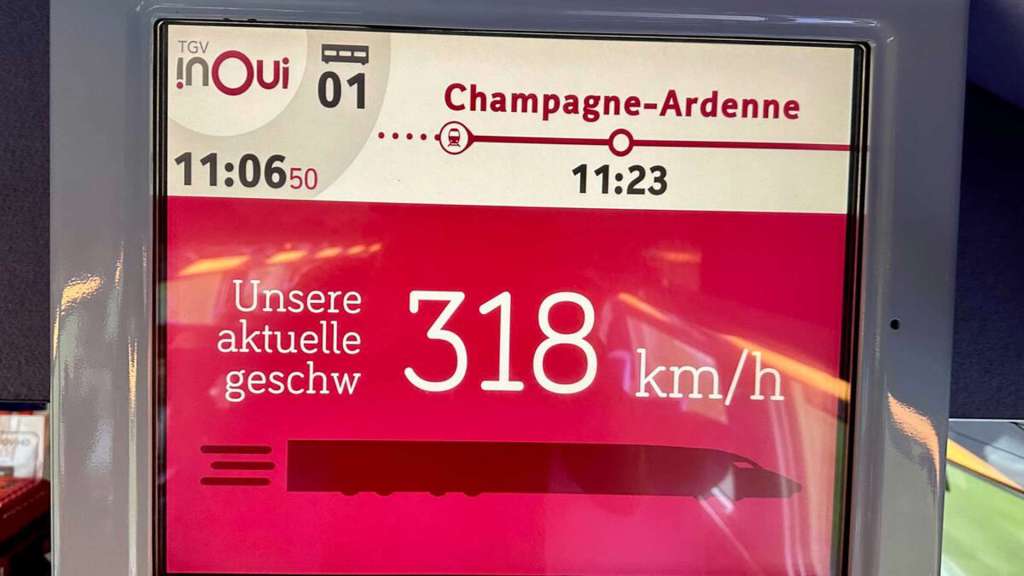 TGV
inOui
01
Champagne-Ardenne
11:06 50
11:23
Unsere
aktuelle
geschw
318 km/h